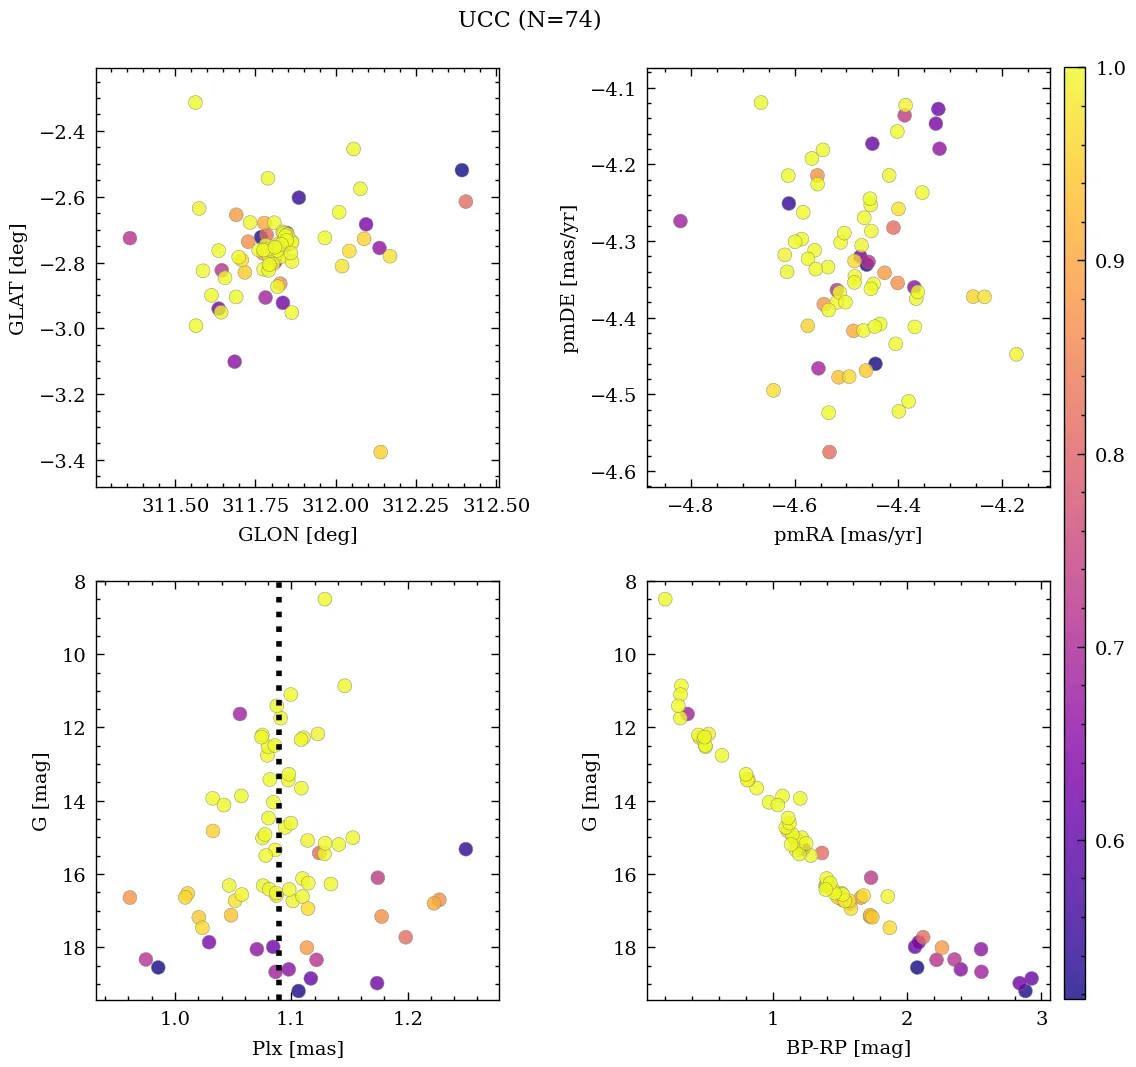 UCC (N=74)
−2.4
−2.6
−2.8
−3.0
−3.2
−3.4
GLAT [deg]
311.50 311.75 312.00 312.25 312.50
GLON [deg]
−4.1
−4.2
−4.3
−4.4
−4.5
−4.6
pmDE [mas/yr]
−4.8 −4.6 −4.4 −4.2
pmRA [mas/yr]
8
10
12
14
16
18
G [mag]
1.0 1.1 1.2
Plx [mas]
8
10
12
14
16
18
G [mag]
1 2 3
BP-RP [mag]
1.0
0.9
0.8
0.7
0.6